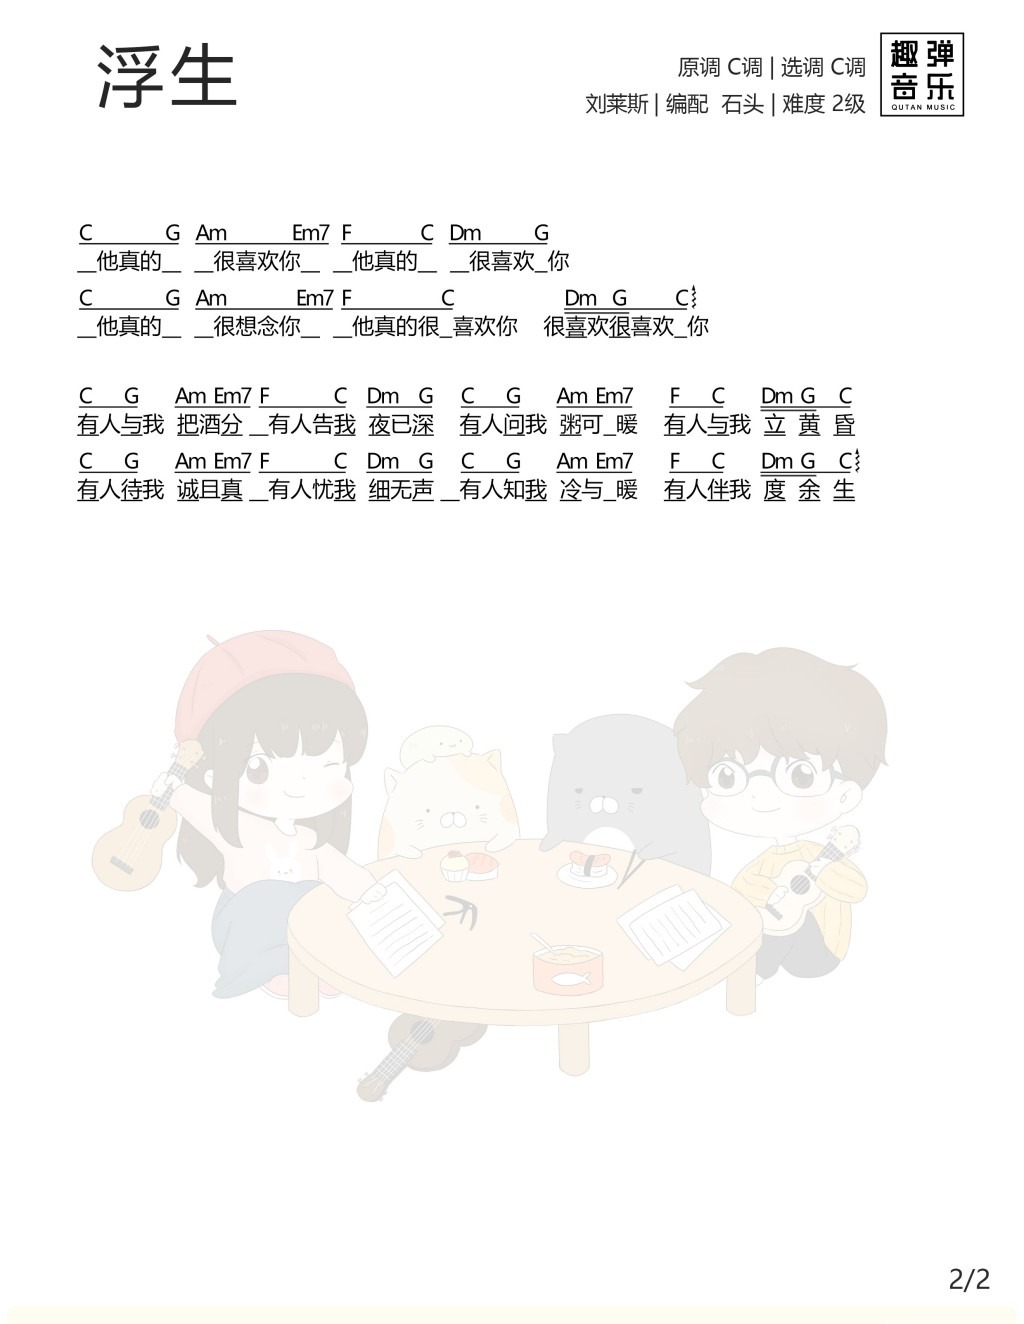 浮生
原调 C调 | 选调 C调
刘莱斯 | 编配 石头 | 难度 2级
趣弹
音乐
QUTAN MUSIC
C G Am Em7 F C Dm G
__他真的__ __很喜欢你__ __他真的__ __很喜欢_你
C G Am Em7 F C Dm G C
__他真的__ __很想念你__ __他真的很_喜欢你 很喜欢很喜欢_你
C G Am Em7 F C Dm G C G Am Em7 F C Dm G C
有人与我 把酒分 __有人告我 夜已深 有人问我 粥可_暖 有人与我 立 黄 昏
C G Am Em7 F C Dm G C G Am Em7 F C Dm G C
有人待我 诚且真 __有人忧我 细无声 __有人知我 冷与_暖 有人伴我 度 余 生
2/2